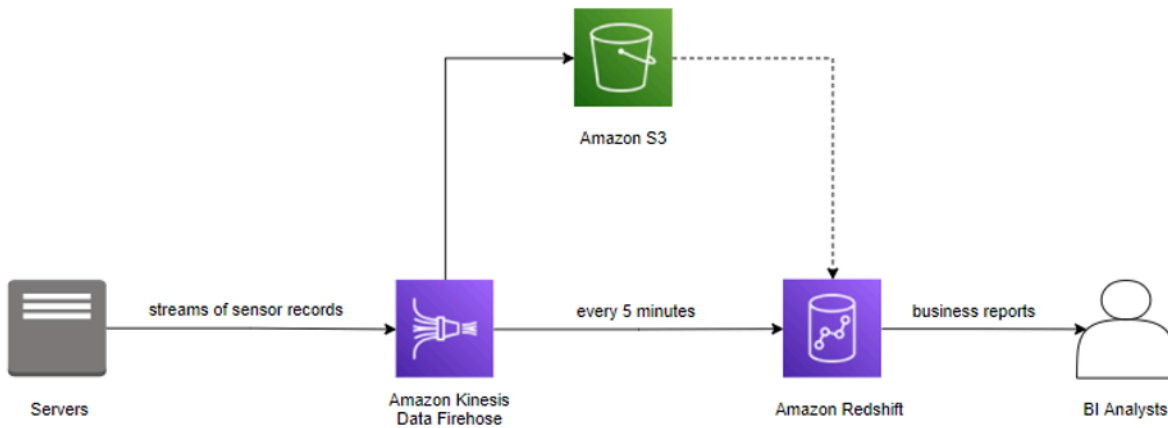 Amazon S3
streams of sensor records
every 5 minutes
business reports
Servers
Amazon Kinesis
Data Firehose
Amazon Redshift
BI Analysts